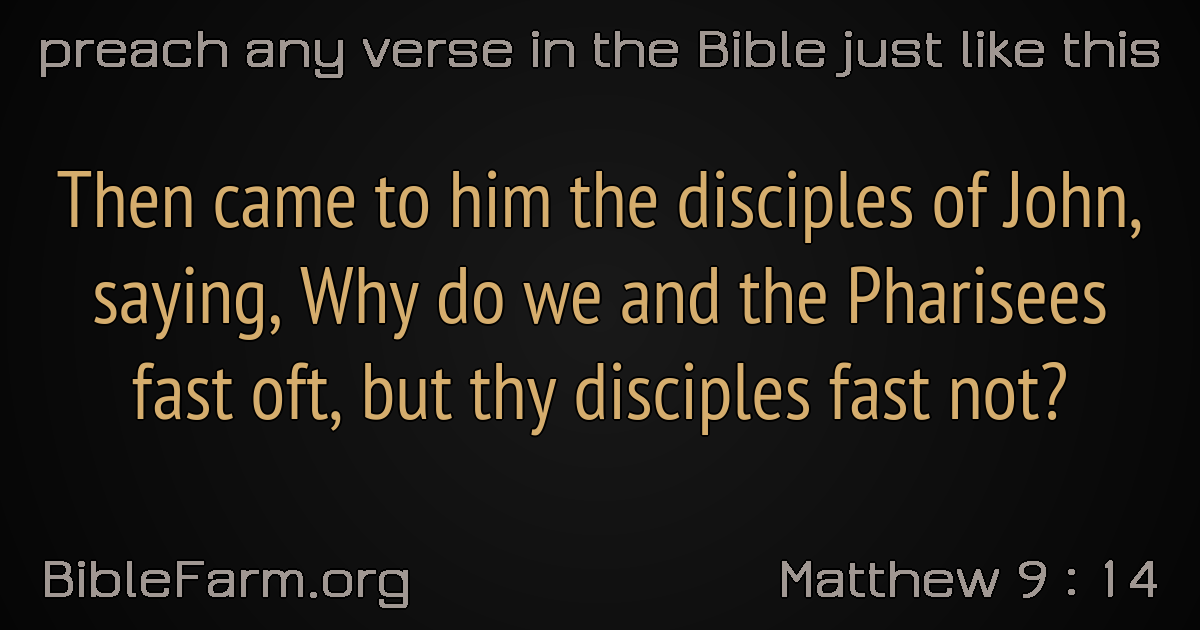 preach any verse in the Bible just like this
Then came to him the disciples of John,
saying, Why do we and the Pharisees
fast oft, but thy disciples fast not?
BibleFarm.org
Matthew 9 : 14